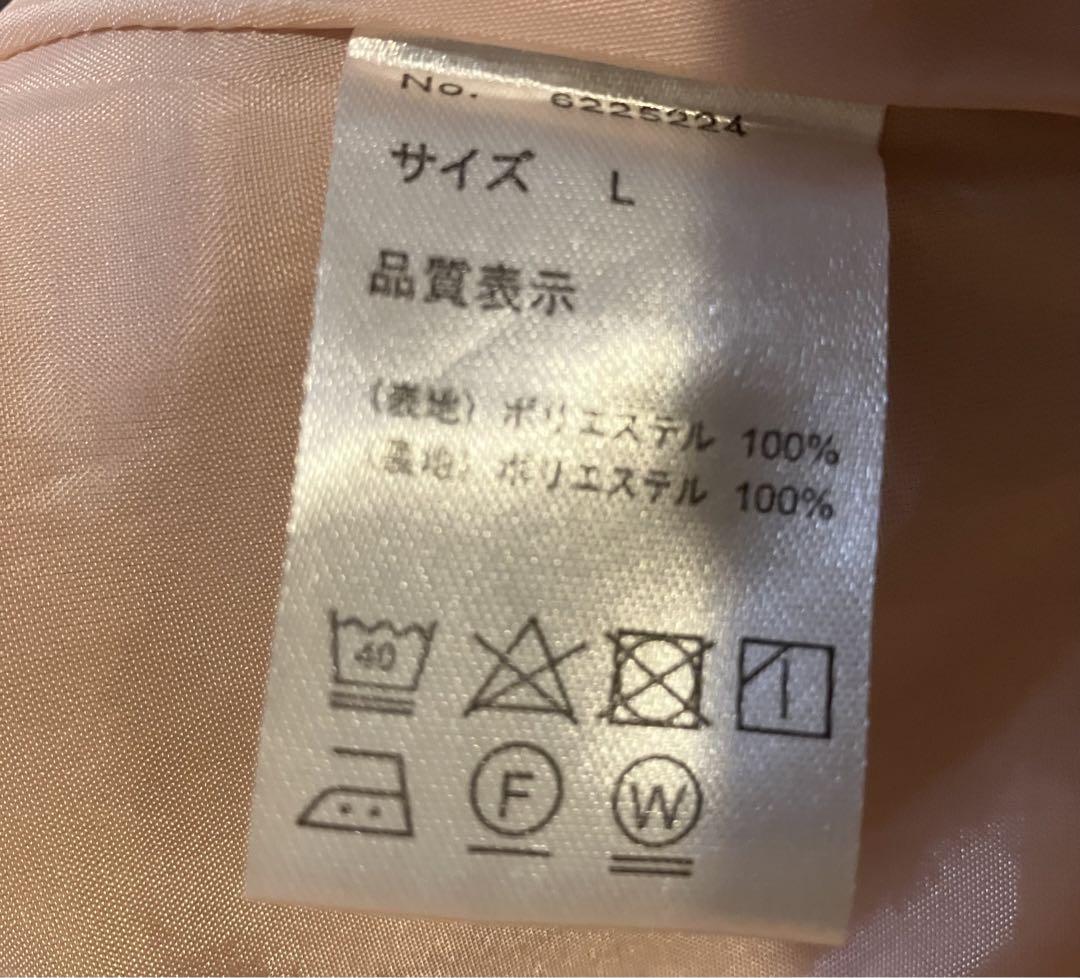 No. 6225224
サイズ L
品質表示
（表地）ポリエステル 100%
（裏地）ポリエステル 100%
40
F W